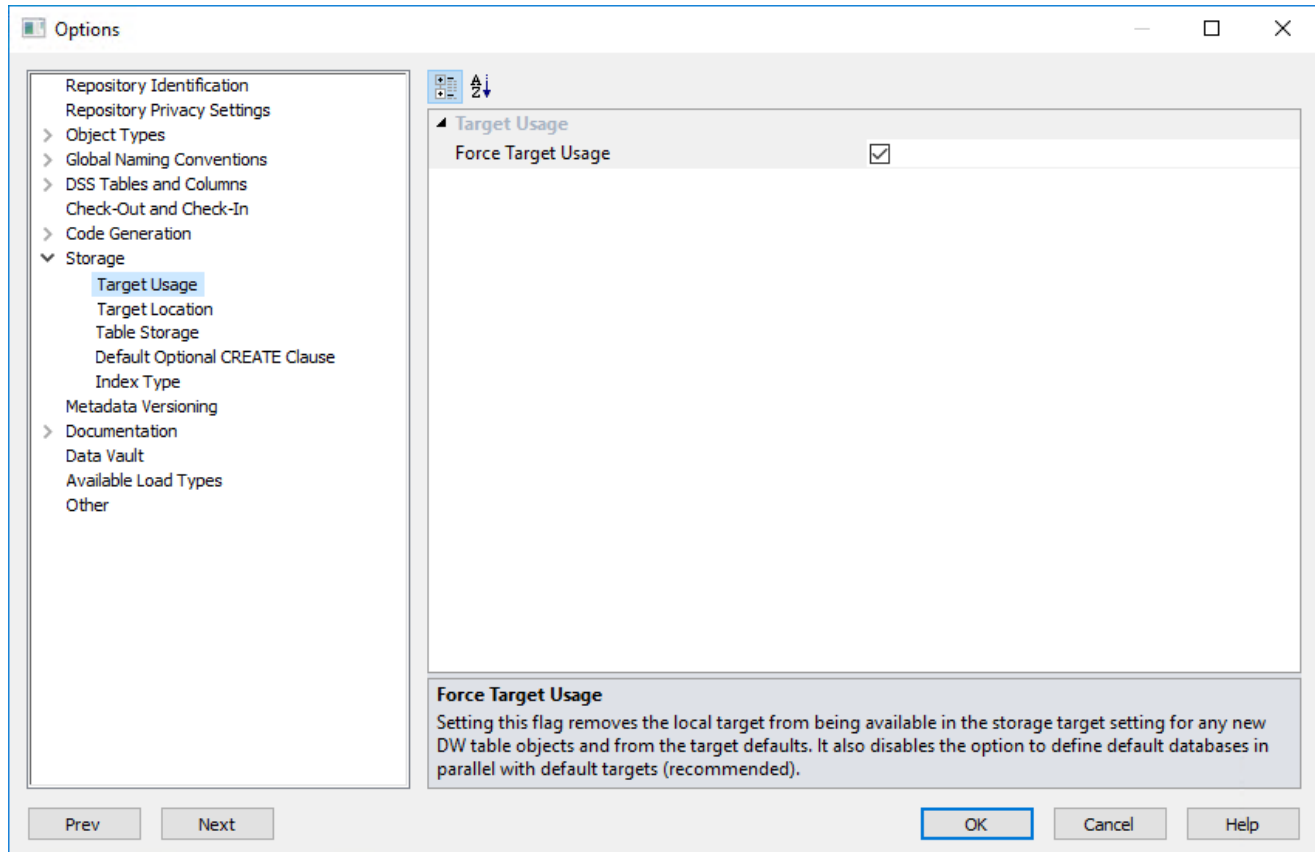 Options
Repository Identification
Repository Privacy Settings
Object Types
Global Naming Conventions
DSS Tables and Columns
Check-Out and Check-In
Code Generation
Storage
Target Usage
Target Location
Table Storage
Default Optional CREATE Clause
Index Type
Metadata Versioning
Documentation
Data Vault
Available Load Types
Other
Target Usage
Force Target Usage
Force Target Usage
Setting this flag removes the local target from being available in the storage target setting for any new
DW table objects and from the target defaults. It also disables the option to define default databases in
parallel with default targets (recommended).
Prev
Next
OK
Cancel
Help